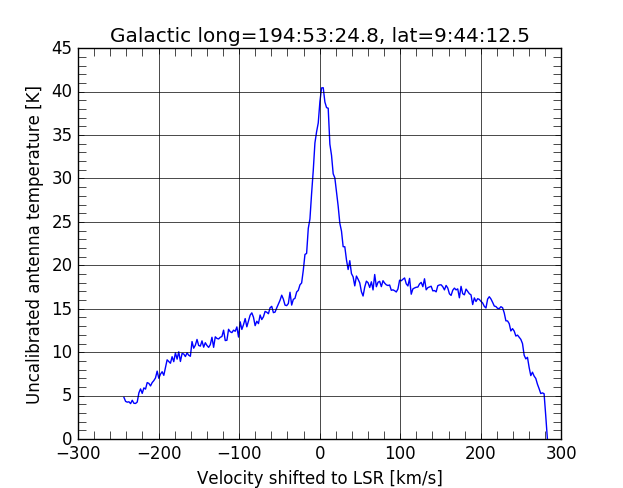 Galactic long=194:53:24.8, lat=9:44:12.5
Uncalibrated antenna temperature [K]
45
40
35
30
25
20
15
10
5
0
−300 −200 −100 0 100 200 300
Velocity shifted to LSR [km/s]